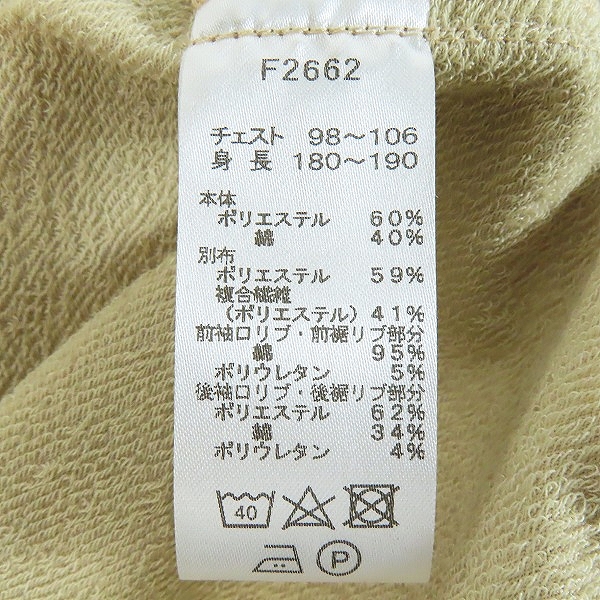 F2662
チェスト 98～106
身長 180～190
本体
ポリエステル 60%
綿 40%
別布
ポリエステル 59%
複合繊維
(ポリエステル) 41%
前袖口リブ・前裾リブ部分
綿 95%
ポリウレタン 5%
後袖口リブ・後裾リブ部分
ポリエステル 62%
綿 34%
ポリウレタン 4%
40
P